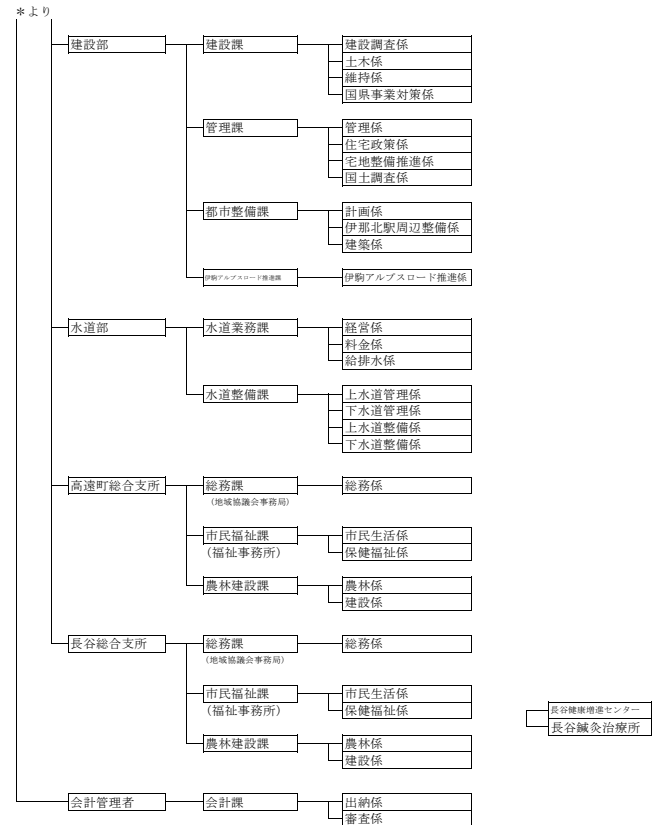 ＊より
建設部 建設課 建設調査係
土木係
維持係
国県事業対策係
管理課 管理係
住宅政策係
宅地整備推進係
国土調査係
都市整備課 計画係
伊那北駅周辺整備係
建築係
伊駒アルプスロード推進課 伊駒アルプスロード推進係
水道部 水道業務課 経営係
料金係
給排水係
水道整備課 上水道管理係
下水道管理係
上水道整備係
下水道整備係
高遠町総合支所 総務課 総務係
（地域協議会事務局）
市民福祉課 市民生活係
（福祉事務所） 保健福祉係
農林建設課 農林係
建設係
長谷総合支所 総務課 総務係
（地域協議会事務局）
市民福祉課 市民生活係
（福祉事務所） 保健福祉係
長谷健康増進センター
長谷鍼灸治療所
農林建設課 農林係
建設係
会計管理者 会計課 出納係
審査係